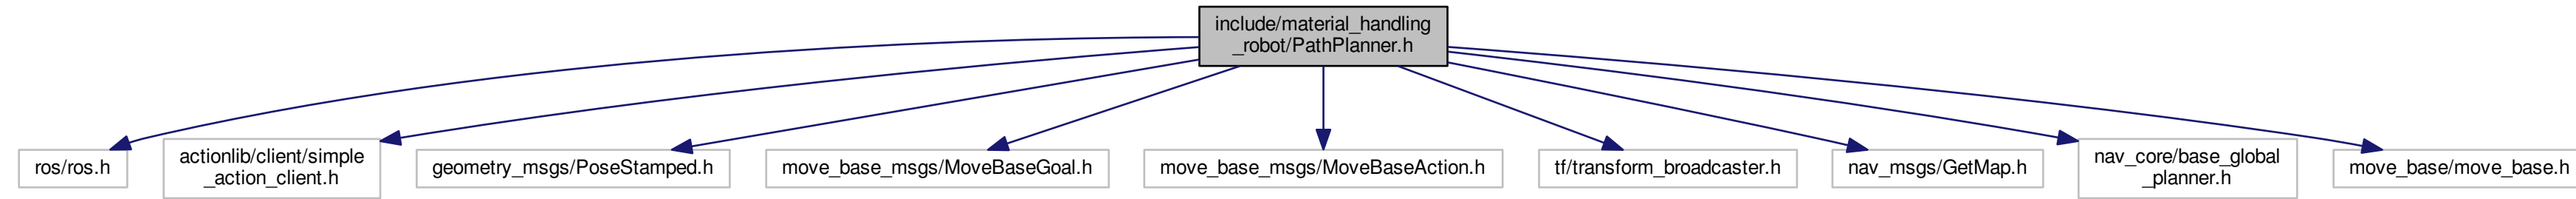 include/material_handling
_robot/PathPlanner.h
ros/ros.h
actionlib/client/simple
_action_client.h
geometry_msgs/PoseStamped.h
move_base_msgs/MoveBaseGoal.h
move_base_msgs/MoveBaseAction.h
tf/transform_broadcaster.h
nav_msgs/GetMap.h
nav_core/base_global
_planner.h
move_base/move_base.h